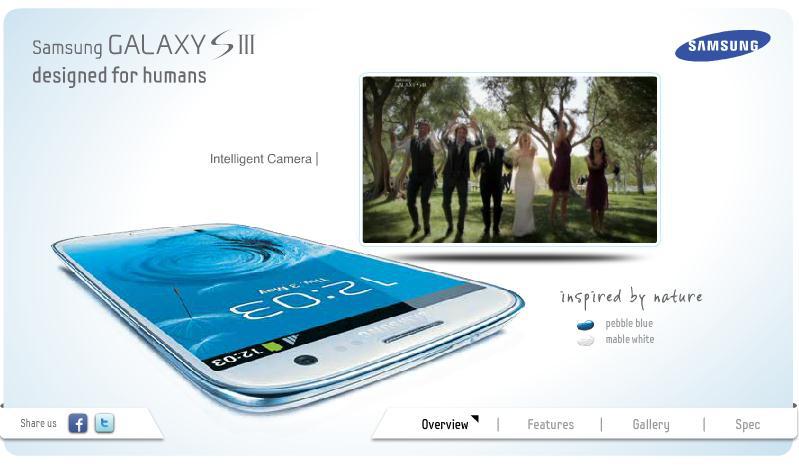 Samsung GALAXY S III
designed for humans
SAMSUNG
SAMSUNG
GALAXY S III
Intelligent Camera |
12:03
Thu, 3 May
12:03
SAMSUNG
inspired by nature
pebble blue
mable white
Share us
f
t
Overview | Features | Gallery | Spec